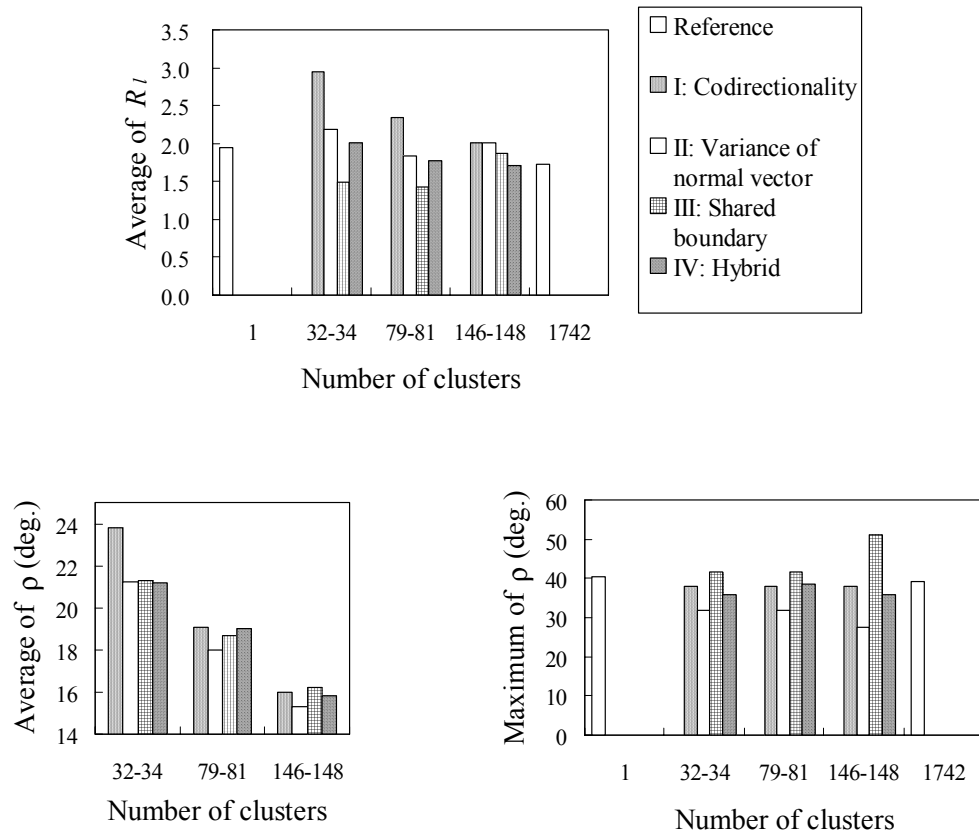 3.5
3.0
2.5
2.0
1.5
1.0
0.5
0.0
Average of R l
1
32-34
79-81
146-148
1742
Number of clusters
Reference
I: Codirectionality
II: Variance of
normal vector
III: Shared
boundary
IV: Hybrid
24
22
20
18
16
14
Average of ρ (deg.)
32-34
79-81
146-148
Number of clusters
60
50
40
30
20
10
0
Maximum of ρ (deg.)
1
32-34
79-81
146-148
1742
Number of clusters